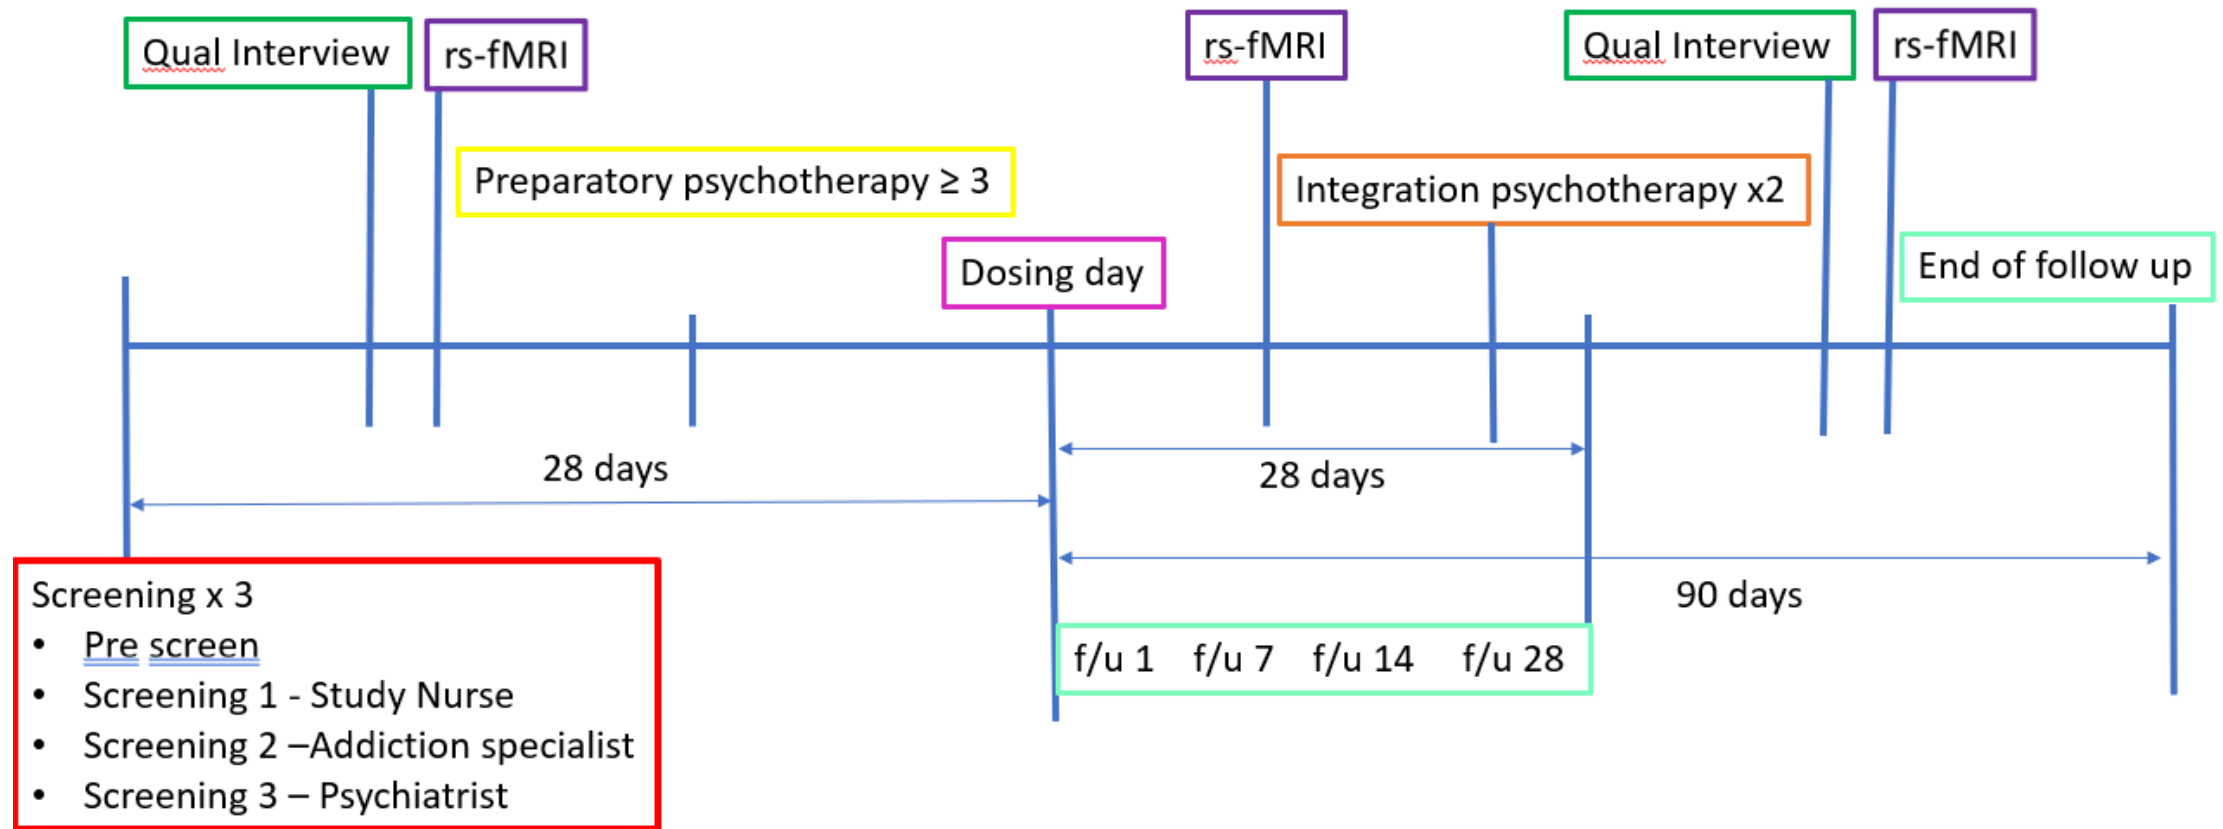 Qual Interview
rs-fMRI
rs-fMRI
Qual Interview
rs-fMRI
Preparatory psychotherapy ≥ 3
Integration psychotherapy x2
Dosing day
End of follow up
28 days
28 days
90 days
Screening x 3
• Pre screen
• Screening 1 - Study Nurse
• Screening 2 –Addiction specialist
• Screening 3 – Psychiatrist
f/u 1 f/u 7 f/u 14 f/u 28